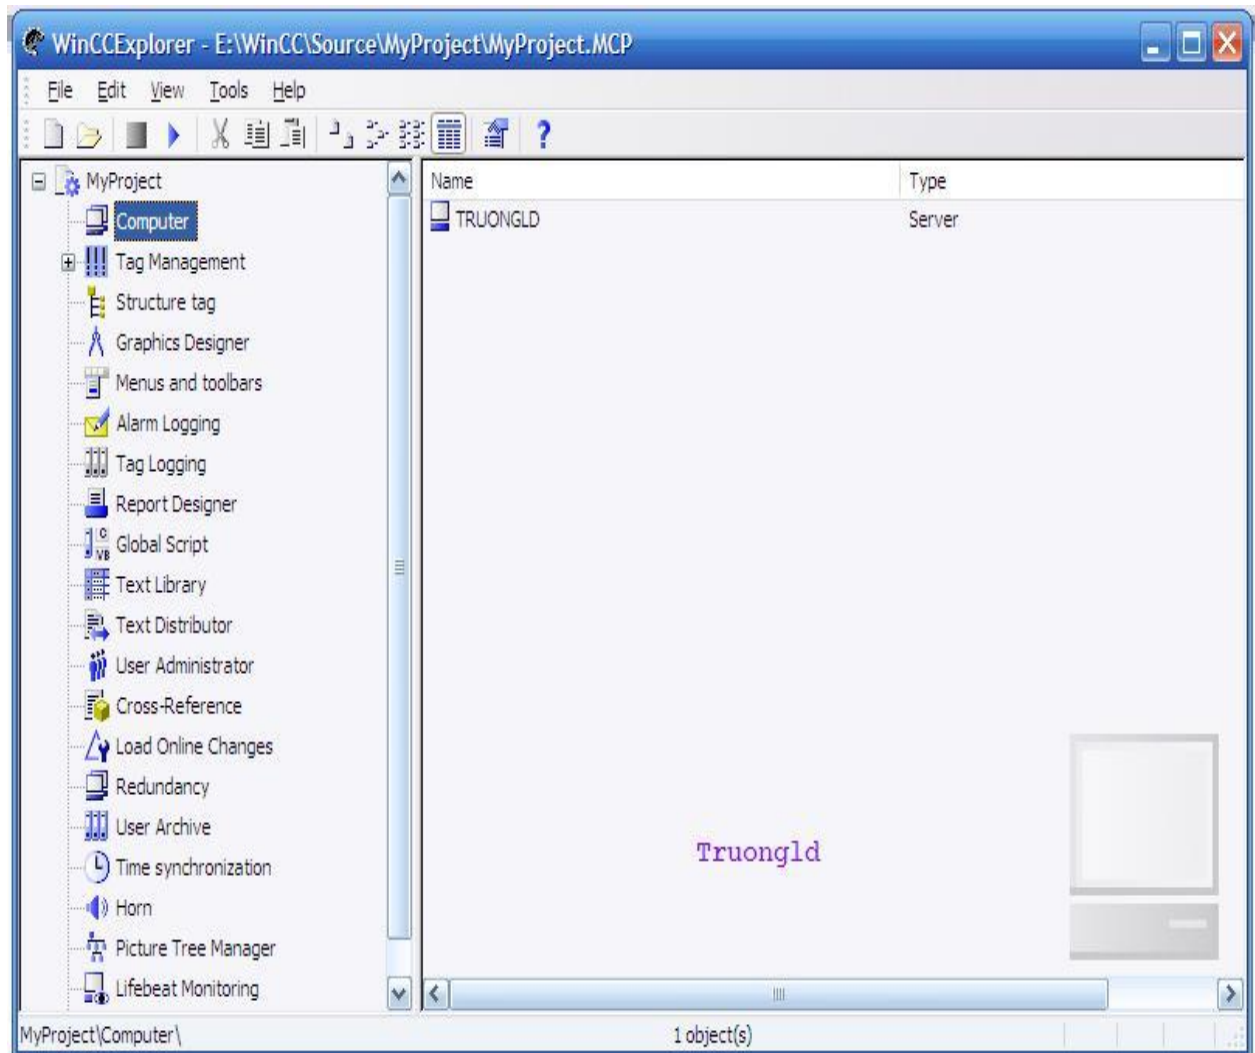 WinCCExplorer - E:\WinCC\Source\MyProject\MyProject.MCP
File Edit View Tools Help
MyProject
Computer
Tag Management
Structure tag
Graphics Designer
Menus and toolbars
Alarm Logging
Tag Logging
Report Designer
Global Script
Text Library
Text Distributor
User Administrator
Cross-Reference
Load Online Changes
Redundancy
User Archive
Time synchronization
Horn
Picture Tree Manager
Lifebeat Monitoring
Name Type
TRUONGLD Server
Truongld
MyProject\Computer\ 1 object(s)